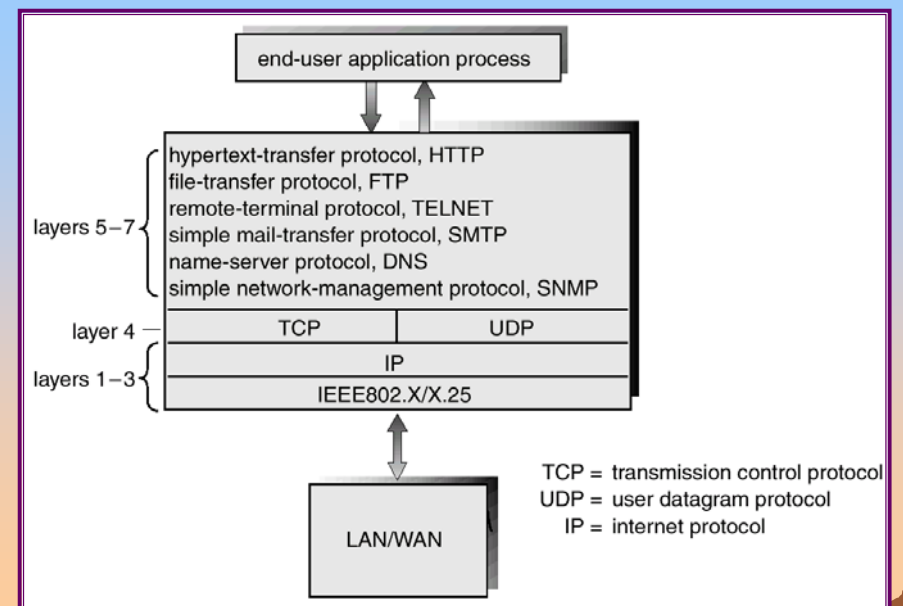 end-user application process
hypertext-transfer protocol, HTTP
file-transfer protocol, FTP
remote-terminal protocol, TELNET
layers 5–7
simple mail-transfer protocol, SMTP
name-server protocol, DNS
simple network-management protocol, SNMP
layer 4
TCP
UDP
layers 1–3
IP
IEEE802.X/X.25
LAN/WAN
TCP = transmission control protocol
UDP = user datagram protocol
IP = internet protocol